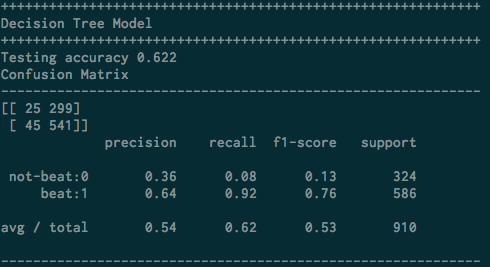 ++++++++++++++++++++++++++++++++++++++++++++++++++++++++++++
Decision Tree Model
++++++++++++++++++++++++++++++++++++++++++++++++++++++++++++
Testing accuracy 0.622
Confusion Matrix
------------------------------------------------------------
[[ 25 299]
 [ 45 541]]
             precision    recall  f1-score   support

 not-beat:0       0.36      0.08      0.13       324
     beat:1       0.64      0.92      0.76       586

avg / total       0.54      0.62      0.53       910

------------------------------------------------------------